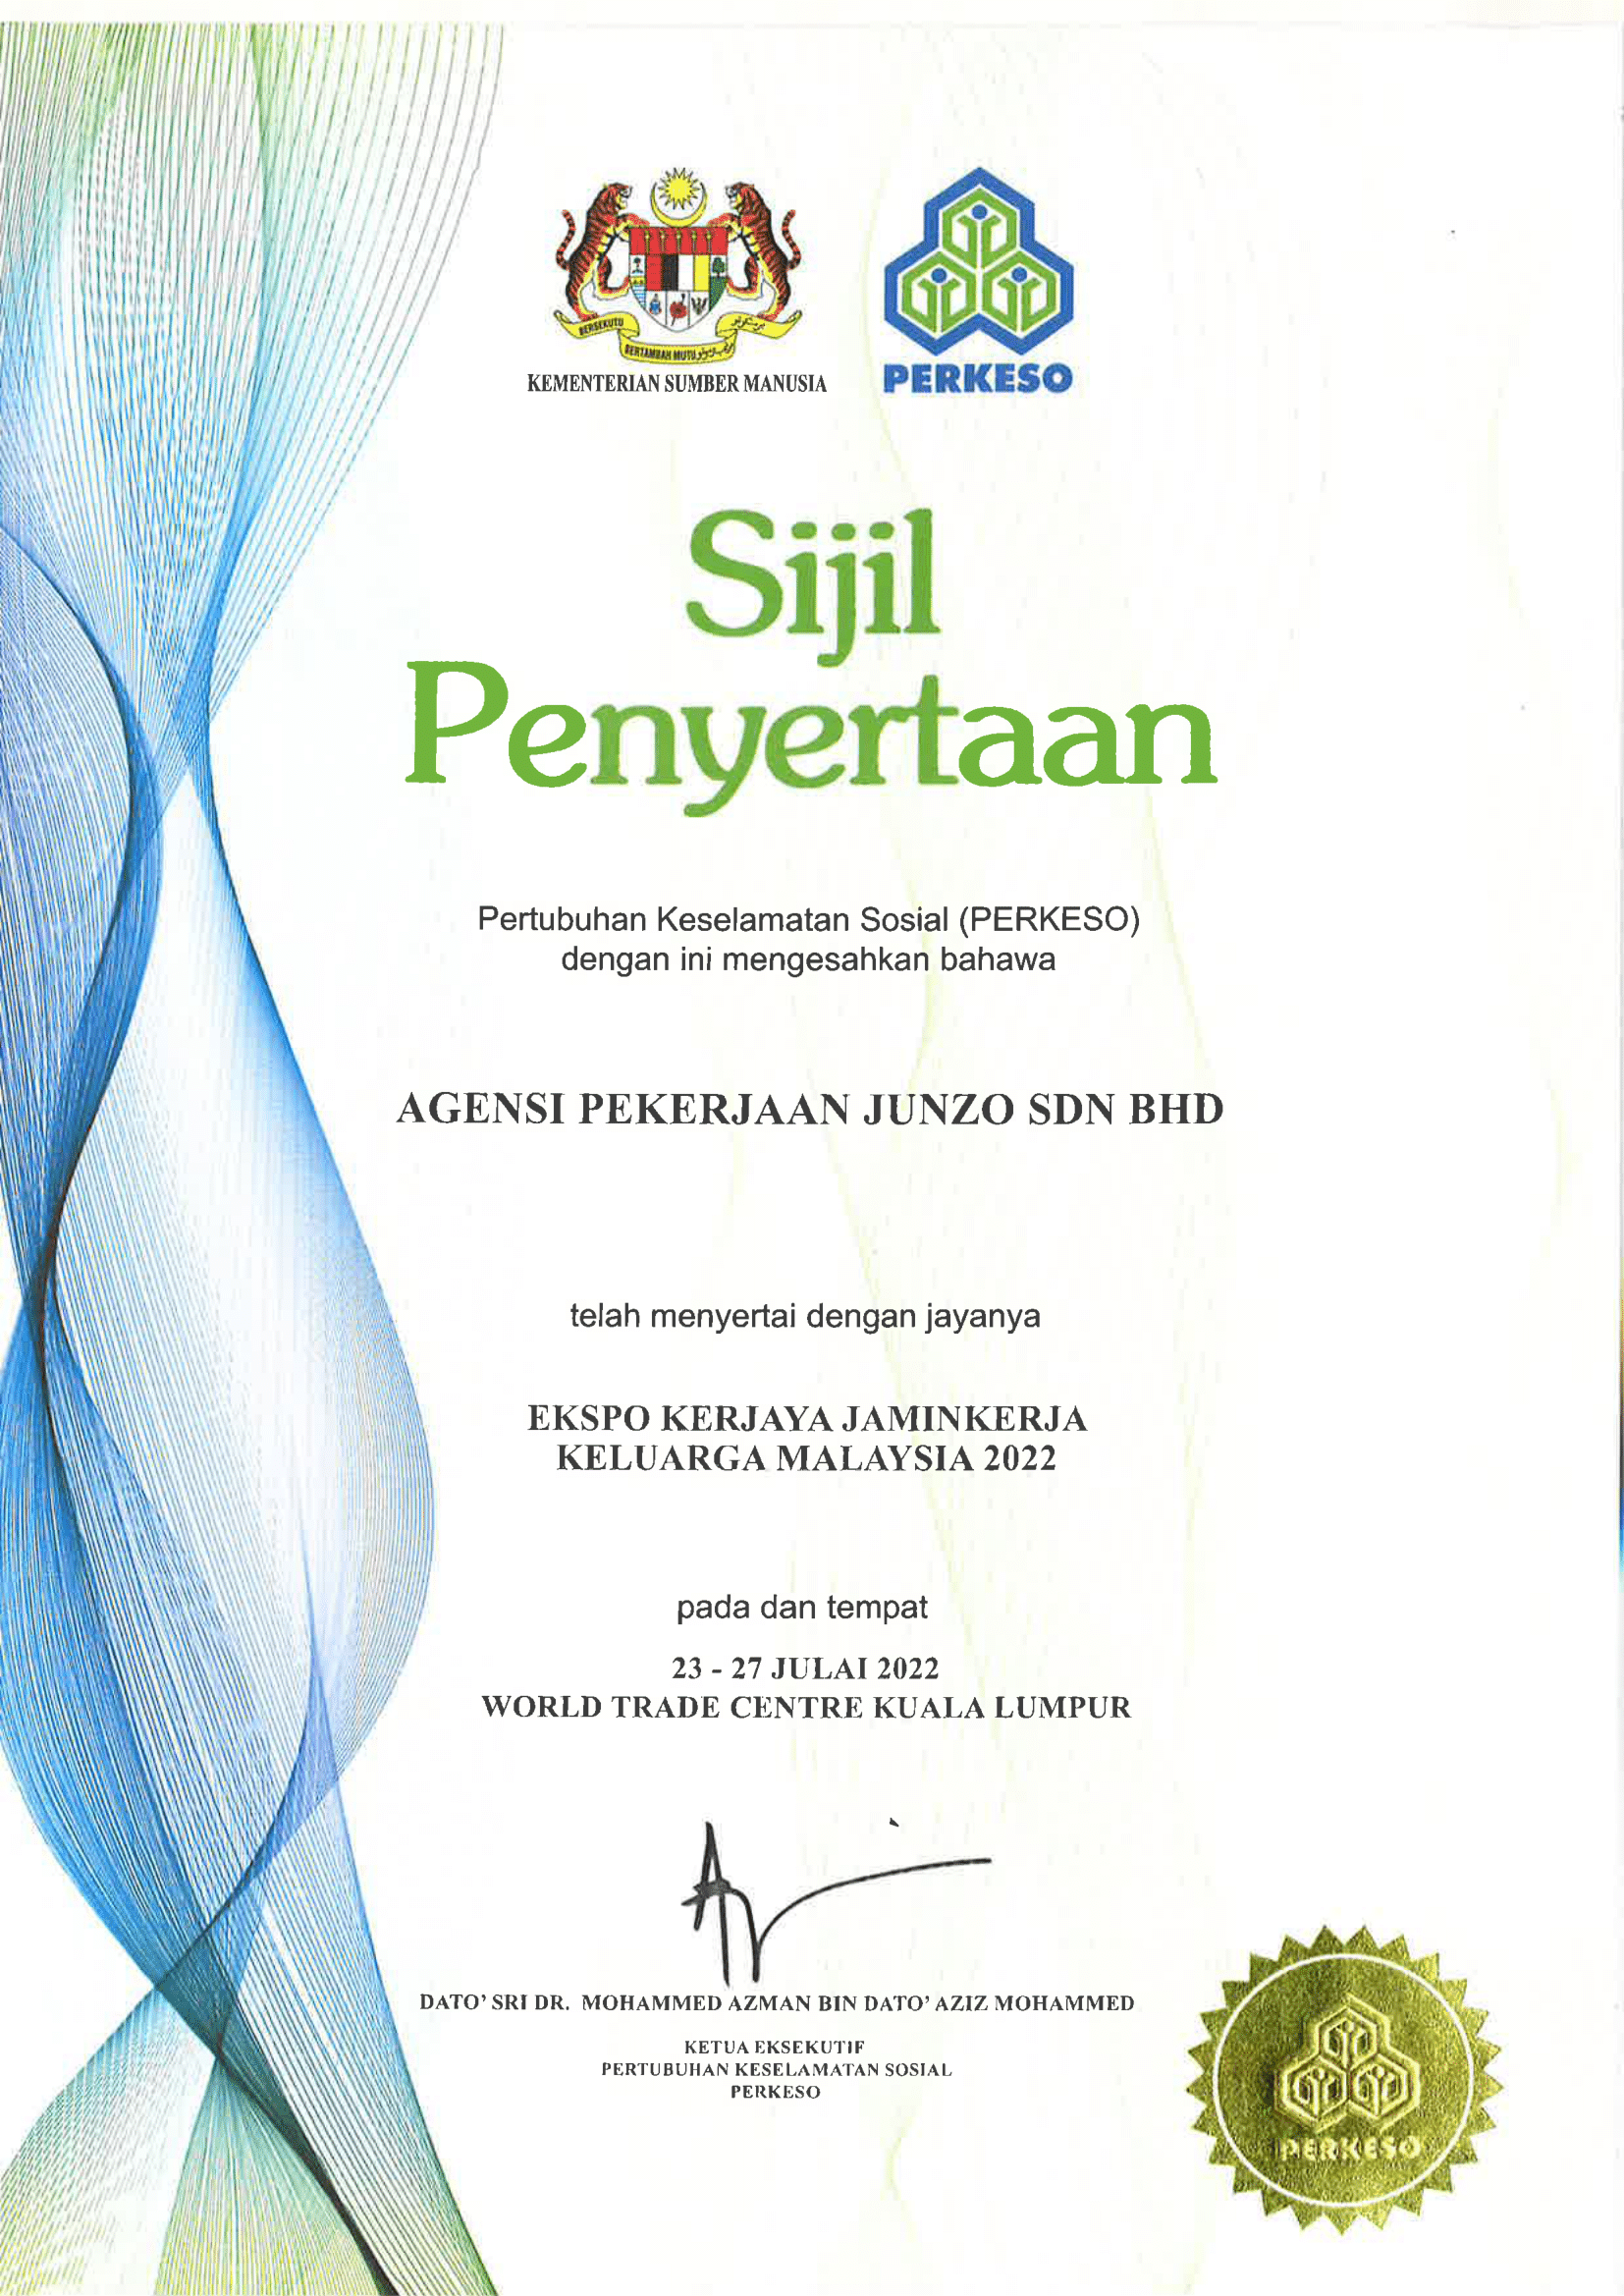 BERSEKUTU
BERTAMBAH MUTU
KEMENTERIAN SUMBER MANUSIA
PERKESO
Sijil
Penyertaan
Pertubuhan Keselamatan Sosial (PERKESO)
dengan ini mengesahkan bahawa
AGENSI PEKERJAAN JUNZO SDN BHD
telah menyertai dengan jayanya
EKSPO KERJAYA JAMINKERJA
KELUARGA MALAYSIA 2022
pada dan tempat
23 - 27 JULAI 2022
WORLD TRADE CENTRE KUALA LUMPUR
DATO' SRI DR. MOHAMMED AZMAN BIN DATO' AZIZ MOHAMMED
KETUA EKSEKUTIF
PERTUBUHAN KESELAMATAN SOSIAL
PERKESO
PERKESO